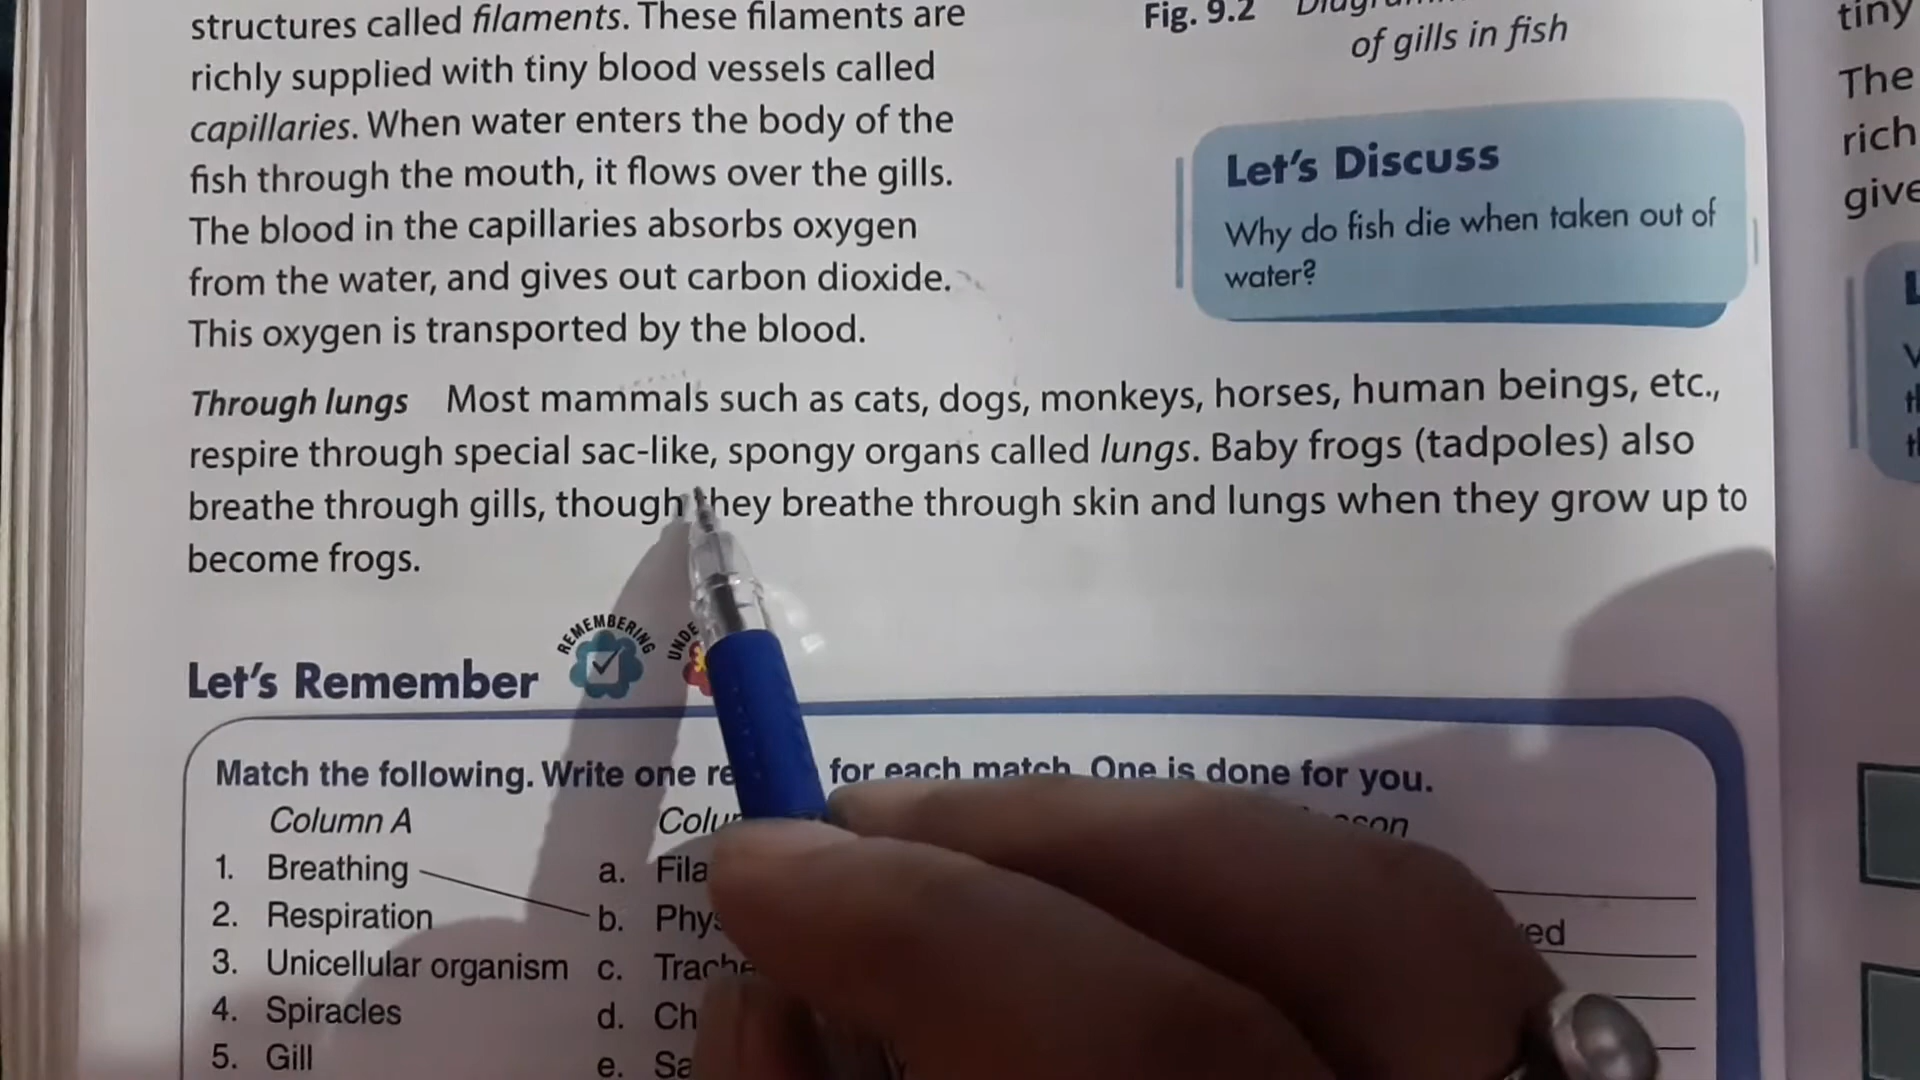 structures called filaments. These filaments are
richly supplied with tiny blood vessels called
capillaries. When water enters the body of the
fish through the mouth, it flows over the gills.
The blood in the capillaries absorbs oxygen
from the water, and gives out carbon dioxide.
This oxygen is transported by the blood.
Fig. 9.2
of gills in fish
Let's Discuss
Why do fish die when taken out of
water?
Through lungs Most mammals such as cats, dogs, monkeys, horses, human beings, etc.,
respire through special sac-like, spongy organs called lungs. Baby frogs (tadpoles) also
breathe through gills, though they breathe through skin and lungs when they grow up to
become frogs.
Let's Remember
REMEMBERING
Match the following. Write one for each match. One is done for you.
Column A
1. Breathing a.
2. Respiration b.
3. Unicellular organism c.
4. Spiracles d.
5. Gill e.
tiny
The
rich
give